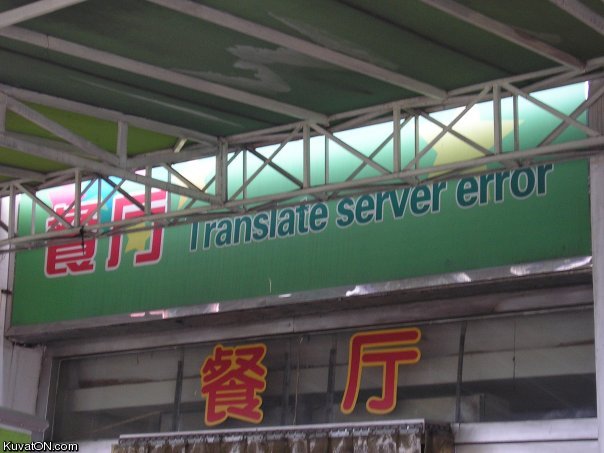 餐厅 Translate server error
餐厅
KuvatON.com